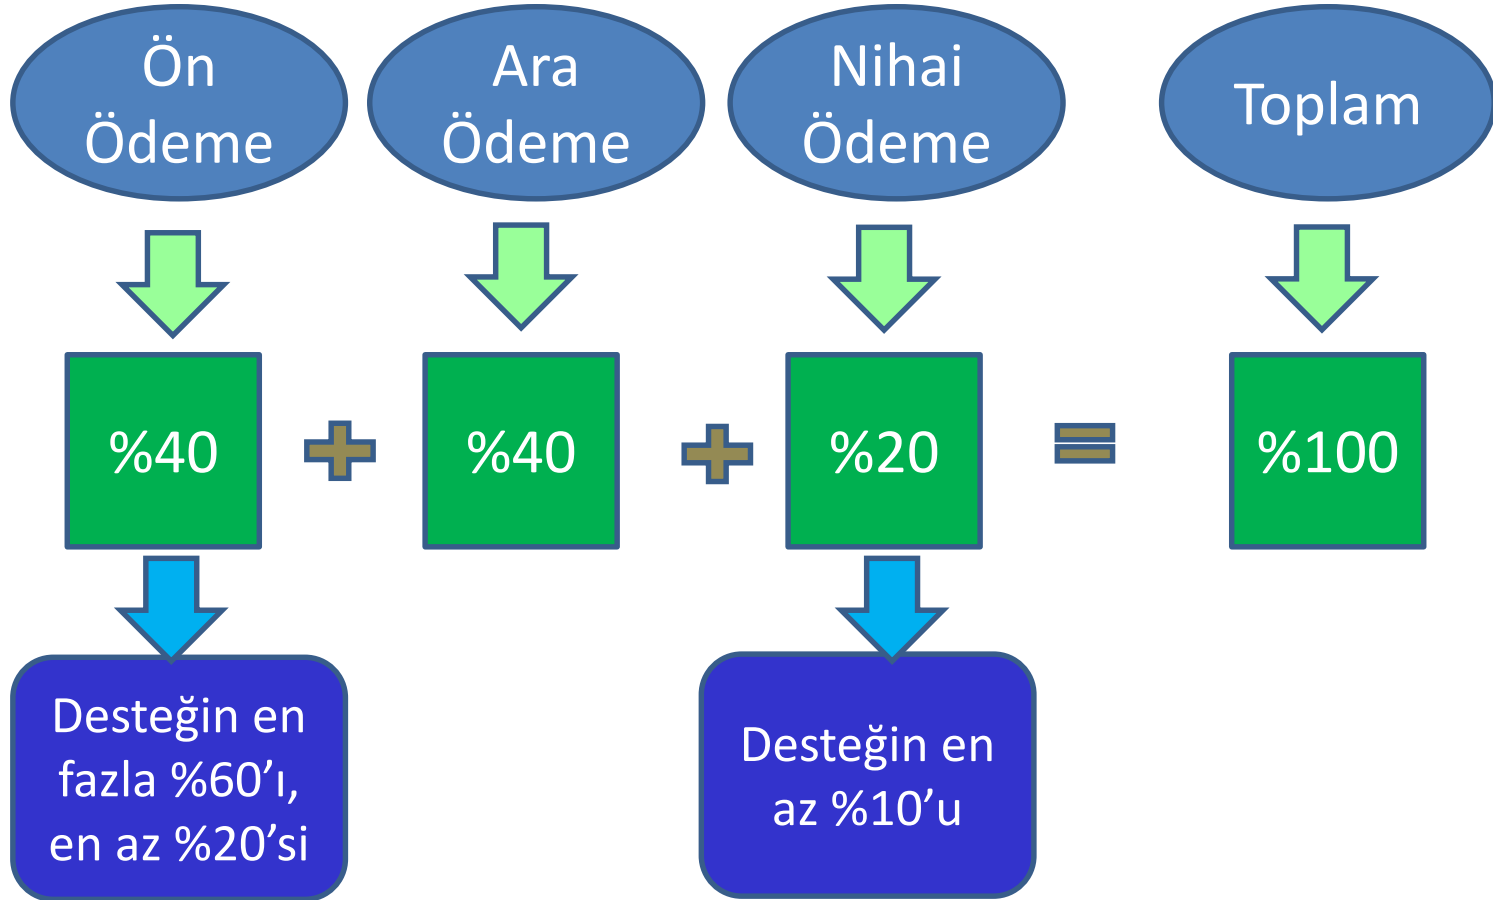 Ön
Ödeme
Ara
Ödeme
Nihai
Ödeme
Toplam
%40
%40
%20
%100
Desteğin en
fazla %60’ı,
en az %20’si
Desteğin en
az %10’u